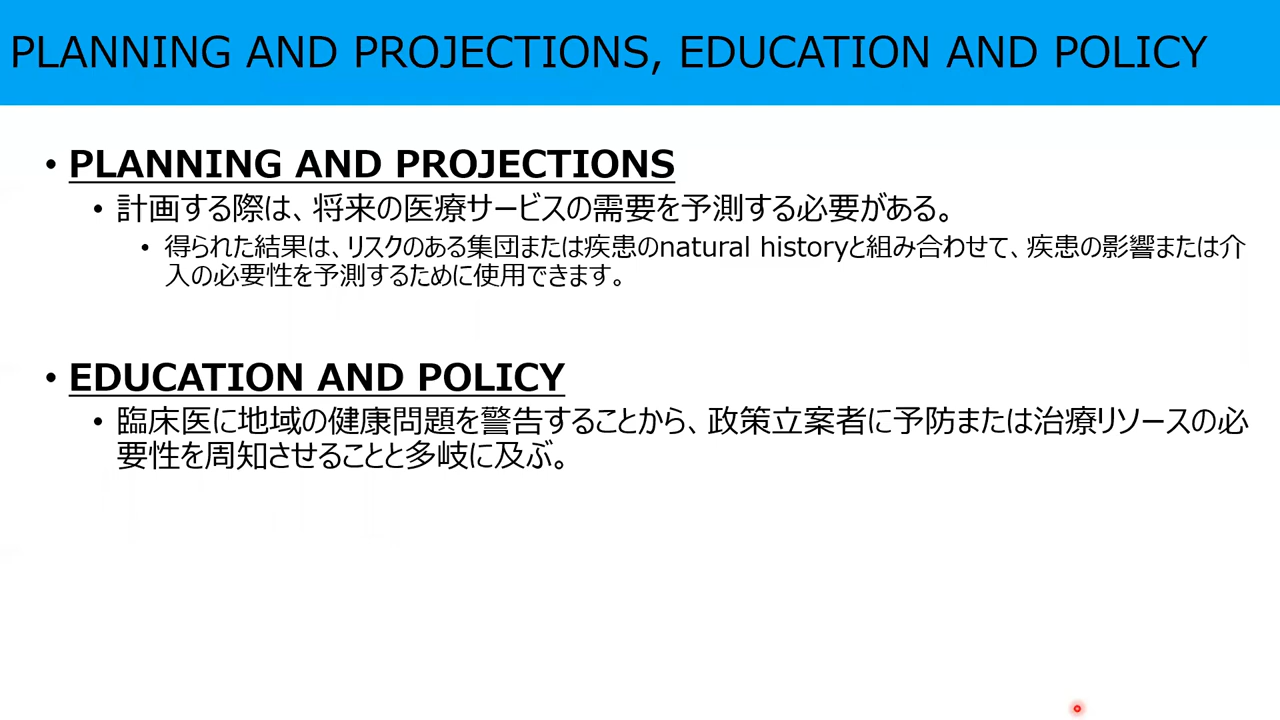 PLANNING AND PROJECTIONS, EDUCATION AND POLICY
• PLANNING AND PROJECTIONS
• 計画する際は、将来の医療サービスの需要を予測する必要がある。
• 得られた結果は、リスクのある集団または疾患のnatural historyと組み合わせて、疾患の影響または介
入の必要性を予測するために使用できます。
• EDUCATION AND POLICY
• 臨床医に地域の健康問題を警告することから、政策立案者に予防または治療リソースの必
要性を周知させることと多岐に及ぶ。